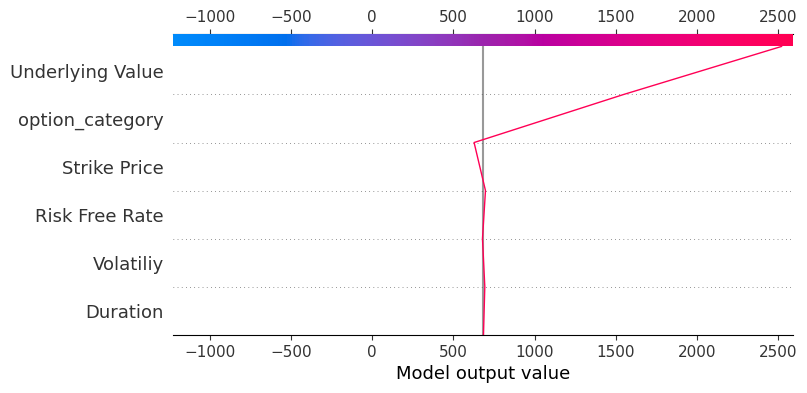 −1000 −500 0 500 1000 1500 2000 2500
Underlying Value
option_category
Strike Price
Risk Free Rate
Volatiliy
Duration
−1000 −500 0 500 1000 1500 2000 2500
Model output value